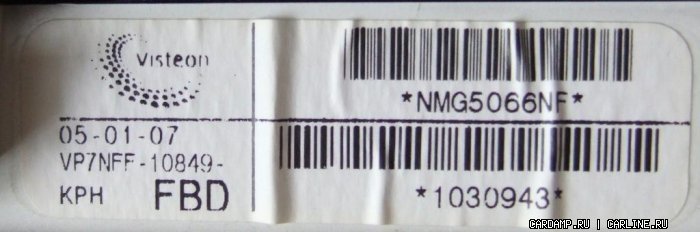 Visteon
*NMG5066NF*
05-01-07
VP7NFF-10849-
KPH FBD
*1030943*
CARDAMP.RU | CARLINE.RU